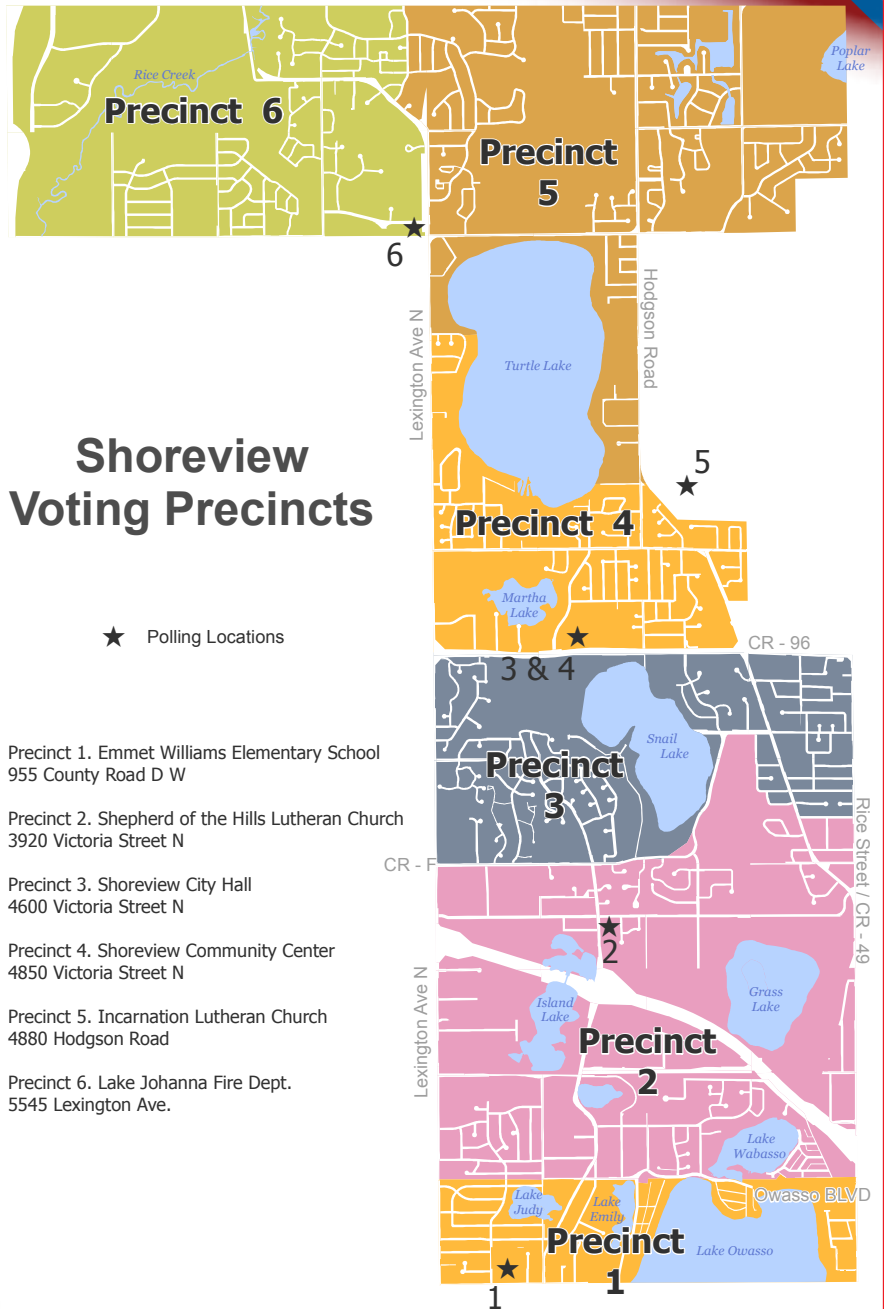 Rice Creek
Precinct 6
Poplar
Lake
Precinct
5
6
Lexington Ave N
Hodgson Road
Turtle Lake
Shoreview
Voting Precincts
5
Precinct 4
Martha
Lake
★ Polling Locations
3 & 4
CR - 96
Snail
Lake
Precinct
3
Precinct 1. Emmet Williams Elementary School
955 County Road D W
Precinct 2. Shepherd of the Hills Lutheran Church
3920 Victoria Street N
Precinct 3. Shoreview City Hall
4600 Victoria Street N
Precinct 4. Shoreview Community Center
4850 Victoria Street N
Precinct 5. Incarnation Lutheran Church
4880 Hodgson Road
Precinct 6. Lake Johanna Fire Dept.
5545 Lexington Ave.
CR - F
Rice Street / CR - 49
2
Lexington Ave N
Island
Lake
Grass
Lake
Precinct
2
Lake
Wabasso
Owasso BLVD
Lake
Judy
Lake
Emily
Lake Owasso
Precinct
1
1